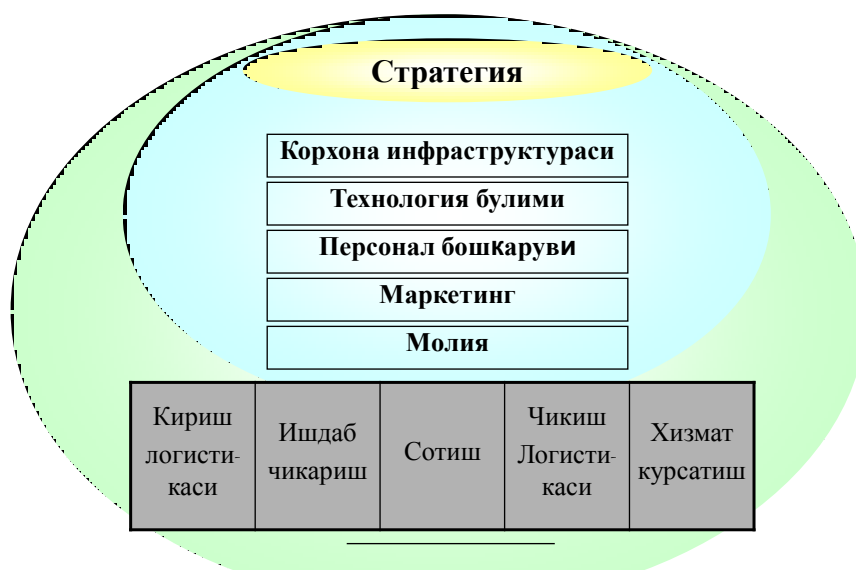 Стратегия
Корхона инфраструктураси
Технология булими
Персонал бошкаруви
Маркетинг
Молия
Кириш
логисти-
каси
Ишдаб
чикариш
Сотиш
Чикиш
Логисти-
каси
Хизмат
курсатиш